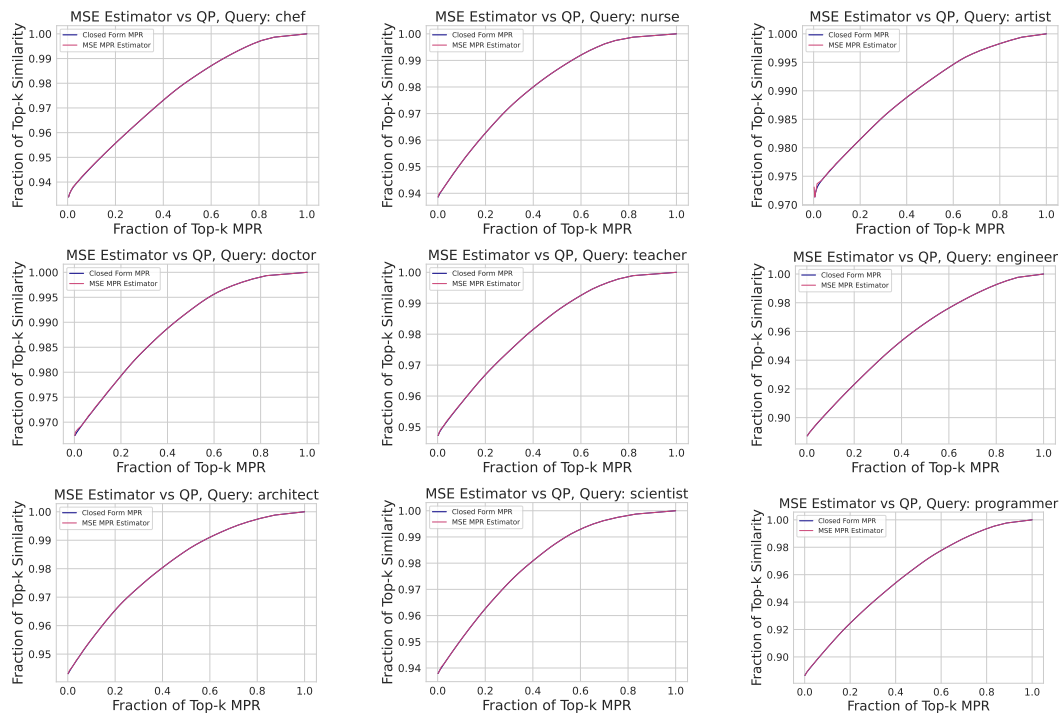 MSE Estimator vs QP, Query: chef
Fraction of Top-k Similarity
1.00
0.99
0.98
0.97
0.96
0.95
0.94
Closed Form MPR
MSE MPR Estimator
0.0 0.2 0.4 0.6 0.8 1.0
Fraction of Top-k MPR
MSE Estimator vs QP, Query: nurse
Fraction of Top-k Similarity
1.00
0.99
0.98
0.97
0.96
0.95
0.94
Closed Form MPR
MSE MPR Estimator
0.0 0.2 0.4 0.6 0.8 1.0
Fraction of Top-k MPR
MSE Estimator vs QP, Query: artist
Fraction of Top-k Similarity
1.000
0.995
0.990
0.985
0.980
0.975
0.970
Closed Form MPR
MSE MPR Estimator
0.0 0.2 0.4 0.6 0.8 1.0
Fraction of Top-k MPR
MSE Estimator vs QP, Query: doctor
Fraction of Top-k Similarity
1.000
0.995
0.990
0.985
0.980
0.975
0.970
Closed Form MPR
MSE MPR Estimator
0.0 0.2 0.4 0.6 0.8 1.0
Fraction of Top-k MPR
MSE Estimator vs QP, Query: teacher
Fraction of Top-k Similarity
1.00
0.99
0.98
0.97
0.96
0.95
Closed Form MPR
MSE MPR Estimator
0.0 0.2 0.4 0.6 0.8 1.0
Fraction of Top-k MPR
MSE Estimator vs QP, Query: engineer
Fraction of Top-k Similarity
1.00
0.98
0.96
0.94
0.92
0.90
Closed Form MPR
MSE MPR Estimator
0.0 0.2 0.4 0.6 0.8 1.0
Fraction of Top-k MPR
MSE Estimator vs QP, Query: architect
Fraction of Top-k Similarity
1.00
0.99
0.98
0.97
0.96
0.95
Closed Form MPR
MSE MPR Estimator
0.0 0.2 0.4 0.6 0.8 1.0
Fraction of Top-k MPR
MSE Estimator vs QP, Query: scientist
Fraction of Top-k Similarity
1.00
0.99
0.98
0.97
0.96
0.95
0.94
Closed Form MPR
MSE MPR Estimator
0.0 0.2 0.4 0.6 0.8 1.0
Fraction of Top-k MPR
MSE Estimator vs QP, Query: programmer
Fraction of Top-k Similarity
1.00
0.98
0.96
0.94
0.92
0.90
Closed Form MPR
MSE MPR Estimator
0.0 0.2 0.4 0.6 0.8 1.0
Fraction of Top-k MPR